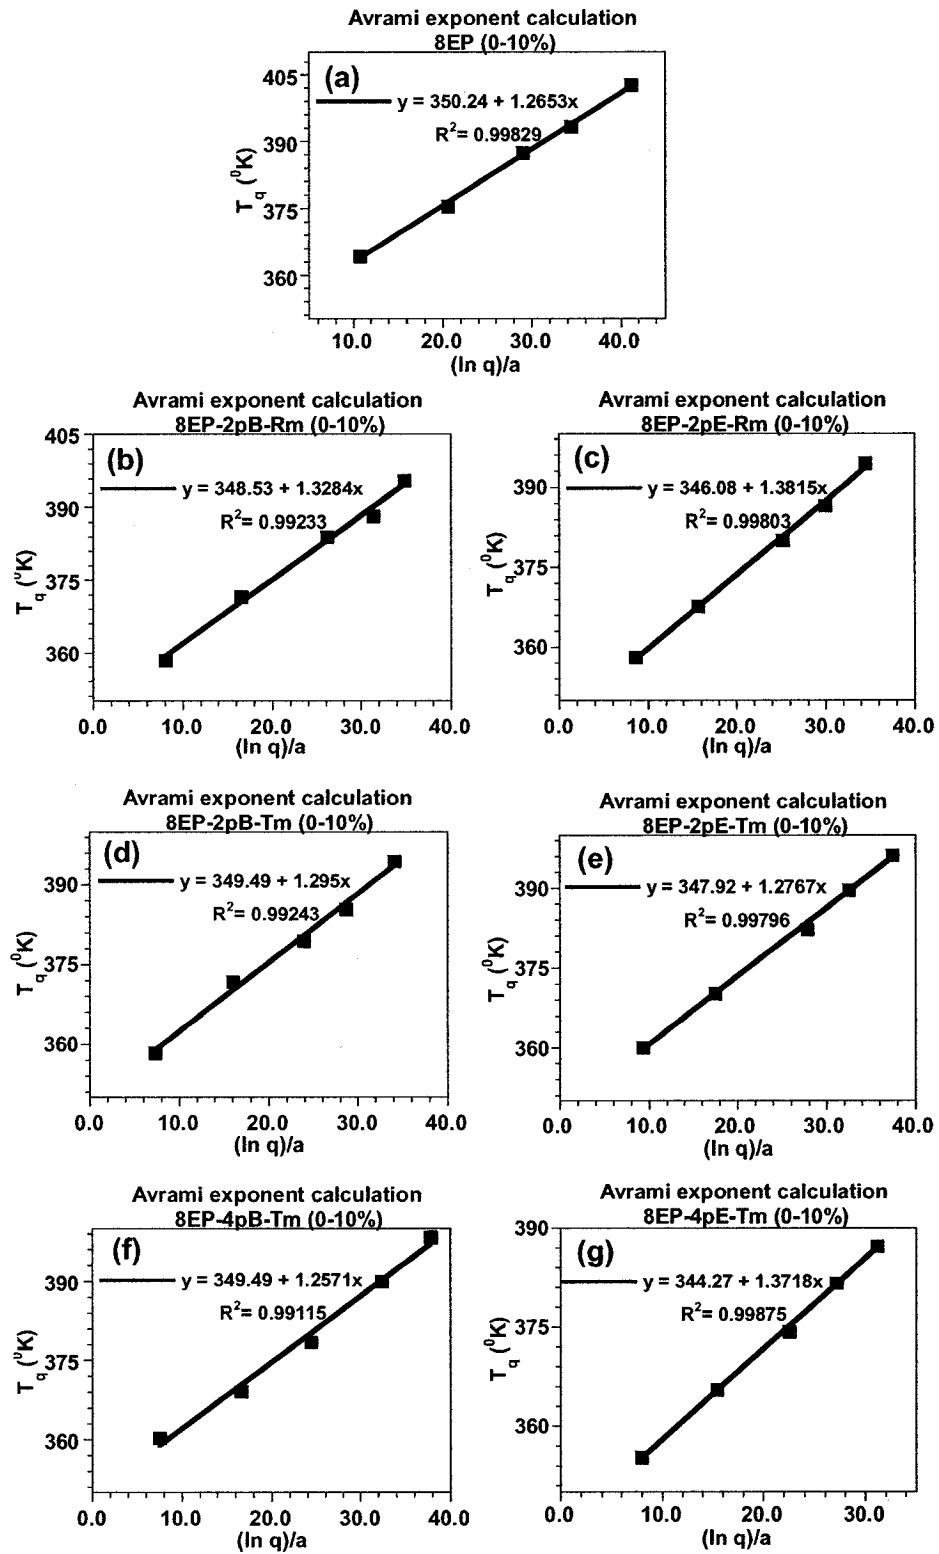 Avrami exponent calculation
8EP (0-10%)
(a)
y = 350.24 + 1.2653x
R²= 0.99829
405
390
375
360
T_q (⁰K)
10.0 20.0 30.0 40.0
(ln q)/a
Avrami exponent calculation
8EP-2pB-Rm (0-10%)
(b)
y = 348.53 + 1.3284x
R²= 0.99233
405
390
375
360
T_q (⁰K)
0.0 10.0 20.0 30.0 40.0
(ln q)/a
Avrami exponent calculation
8EP-2pE-Rm (0-10%)
(c)
y = 346.08 + 1.3815x
R²= 0.99803
390
375
360
T_q (⁰K)
0.0 10.0 20.0 30.0 40.0
(ln q)/a
Avrami exponent calculation
8EP-2pB-Tm (0-10%)
(d)
y = 349.49 + 1.295x
R²= 0.99243
390
375
360
T_q (⁰K)
0.0 10.0 20.0 30.0 40.0
(ln q)/a
Avrami exponent calculation
8EP-2pE-Tm (0-10%)
(e)
y = 347.92 + 1.2767x
R²= 0.99796
390
375
360
T_q (⁰K)
0.0 10.0 20.0 30.0 40.0
(ln q)/a
Avrami exponent calculation
8EP-4pB-Tm (0-10%)
(f)
y = 349.49 + 1.2571x
R²= 0.99115
390
375
360
T_q (⁰K)
0.0 10.0 20.0 30.0 40.0
(ln q)/a
Avrami exponent calculation
8EP-4pE-Tm (0-10%)
(g)
y = 344.27 + 1.3718x
R²= 0.99875
390
375
360
T_q (⁰K)
0.0 10.0 20.0 30.0
(ln q)/a